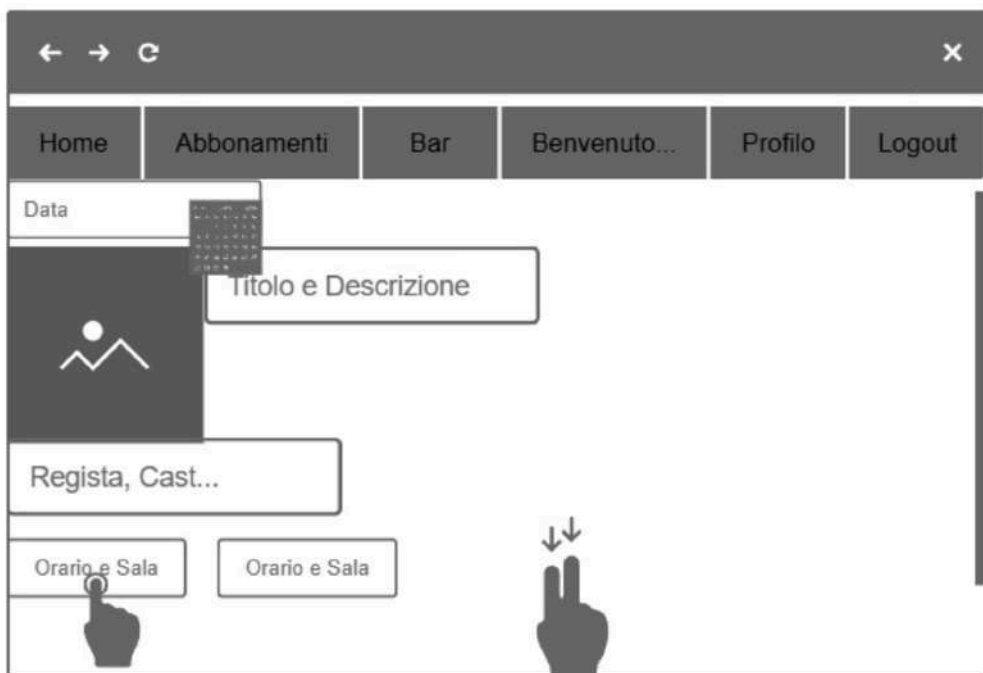 Home Abbonamenti Bar Benvenuto... Profilo Logout
Data
Titolo e Descrizione
Regista, Cast...
Orario e Sala Orario e Sala